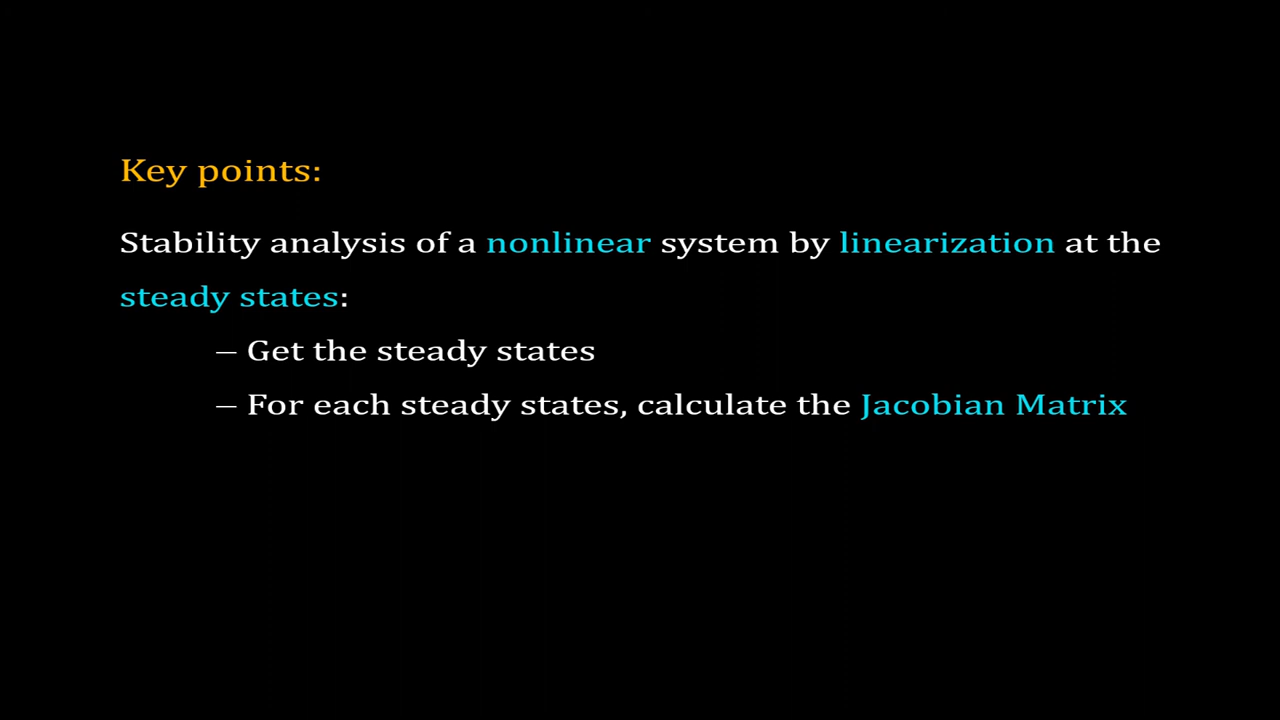 Key points:
Stability analysis of a nonlinear system by linearization at the
steady states:
– Get the steady states
– For each steady states, calculate the Jacobian Matrix